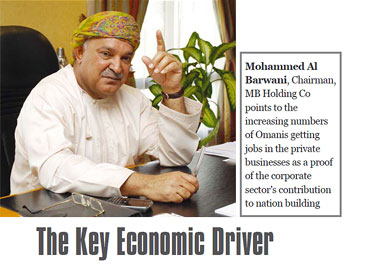 Mohammed Al
Barwani, Chairman,
MB Holding Co
points to the
increasing numbers
of Omanis getting
jobs in the private
businesses as a proof
of the corporate
sector's contribution
to nation building
The Key Economic Driver